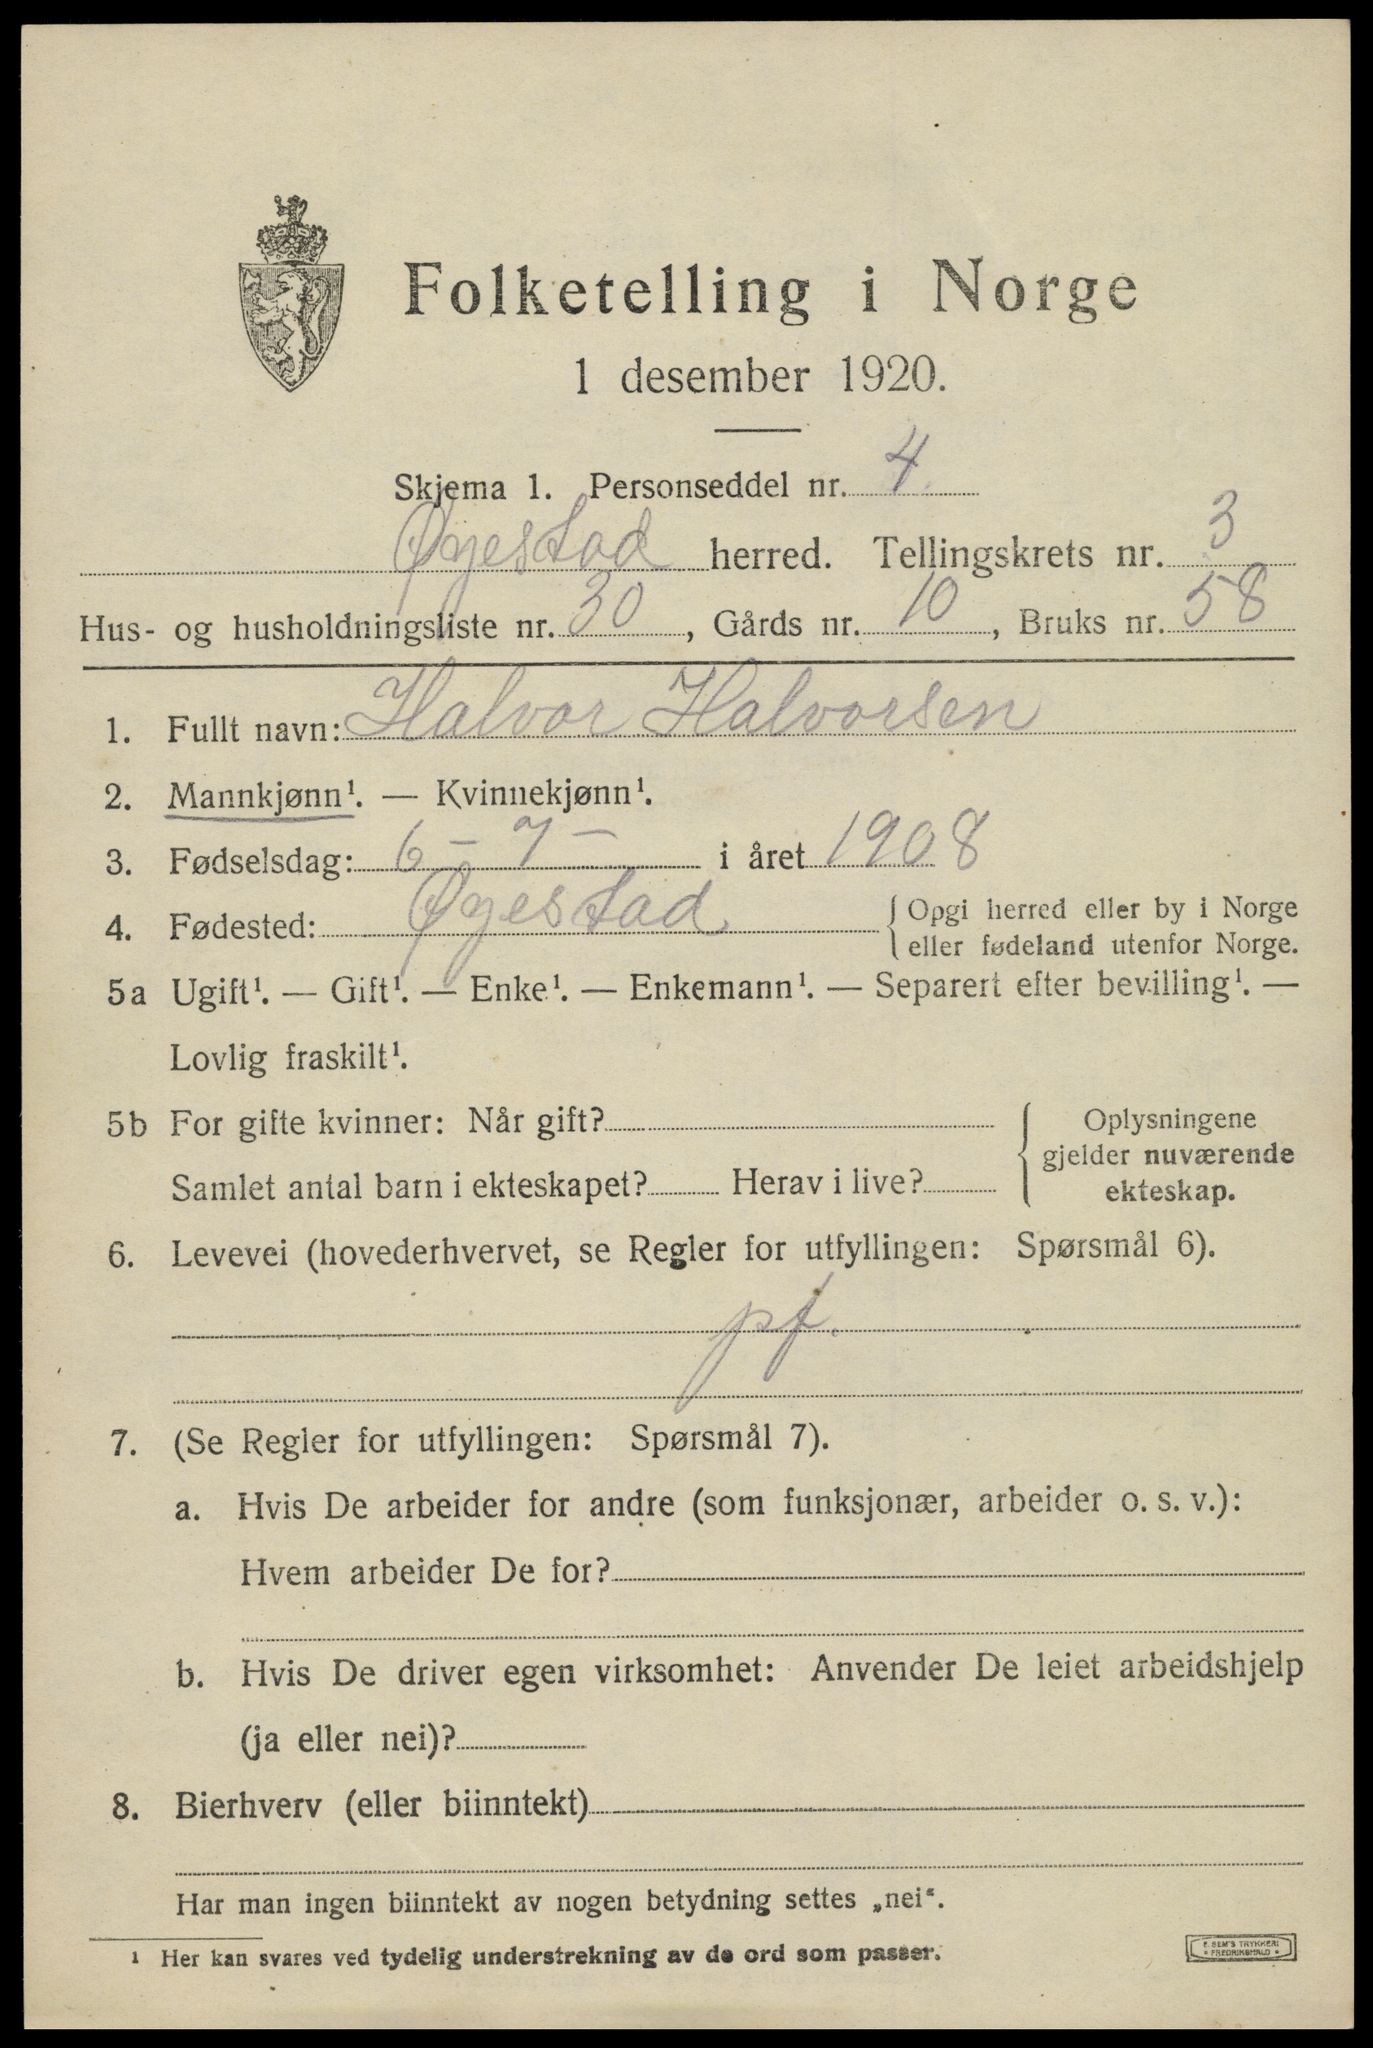 Folketelling i Norge
1 desember 1920.
Skjema 1. Personseddel nr. 4
Øyestad herred. Tellingskrets nr. 3
Hus- og husholdningsliste nr. 30, Gårds nr. 10, Bruks nr. 58
1. Fullt navn: Halvor Halvorsen
2. Mannkjønn¹. — Kvinnekjønn¹.
3. Fødselsdag: 6 - 7 - i året 1908
4. Fødested: Øyestad { Opgi herred eller by i Norge
eller fødeland utenfor Norge.
5a Ugift¹. — Gift¹. — Enke¹. — Enkemann¹. — Separert efter bevilling¹. —
Lovlig fraskilt¹.
5b For gifte kvinner: Når gift?
Samlet antal barn i ekteskapet? Herav i live?
Oplysningene
gjelder nuværende
ekteskap.
6. Levevei (hovederhvervet, se Regler for utfyllingen: Spørsmål 6).
pf.
7. (Se Regler for utfyllingen: Spørsmål 7).
a. Hvis De arbeider for andre (som funksjonær, arbeider o. s. v.):
Hvem arbeider De for?
b. Hvis De driver egen virksomhet: Anvender De leiet arbeidshjelp
(ja eller nei)?
8. Bierhverv (eller biinntekt)
Har man ingen biinntekt av nogen betydning settes „nei“.
¹ Her kan svares ved tydelig understrekning av de ord som passer.
E. SEM'S TRYKKERI
• FREDRIKSHALD •